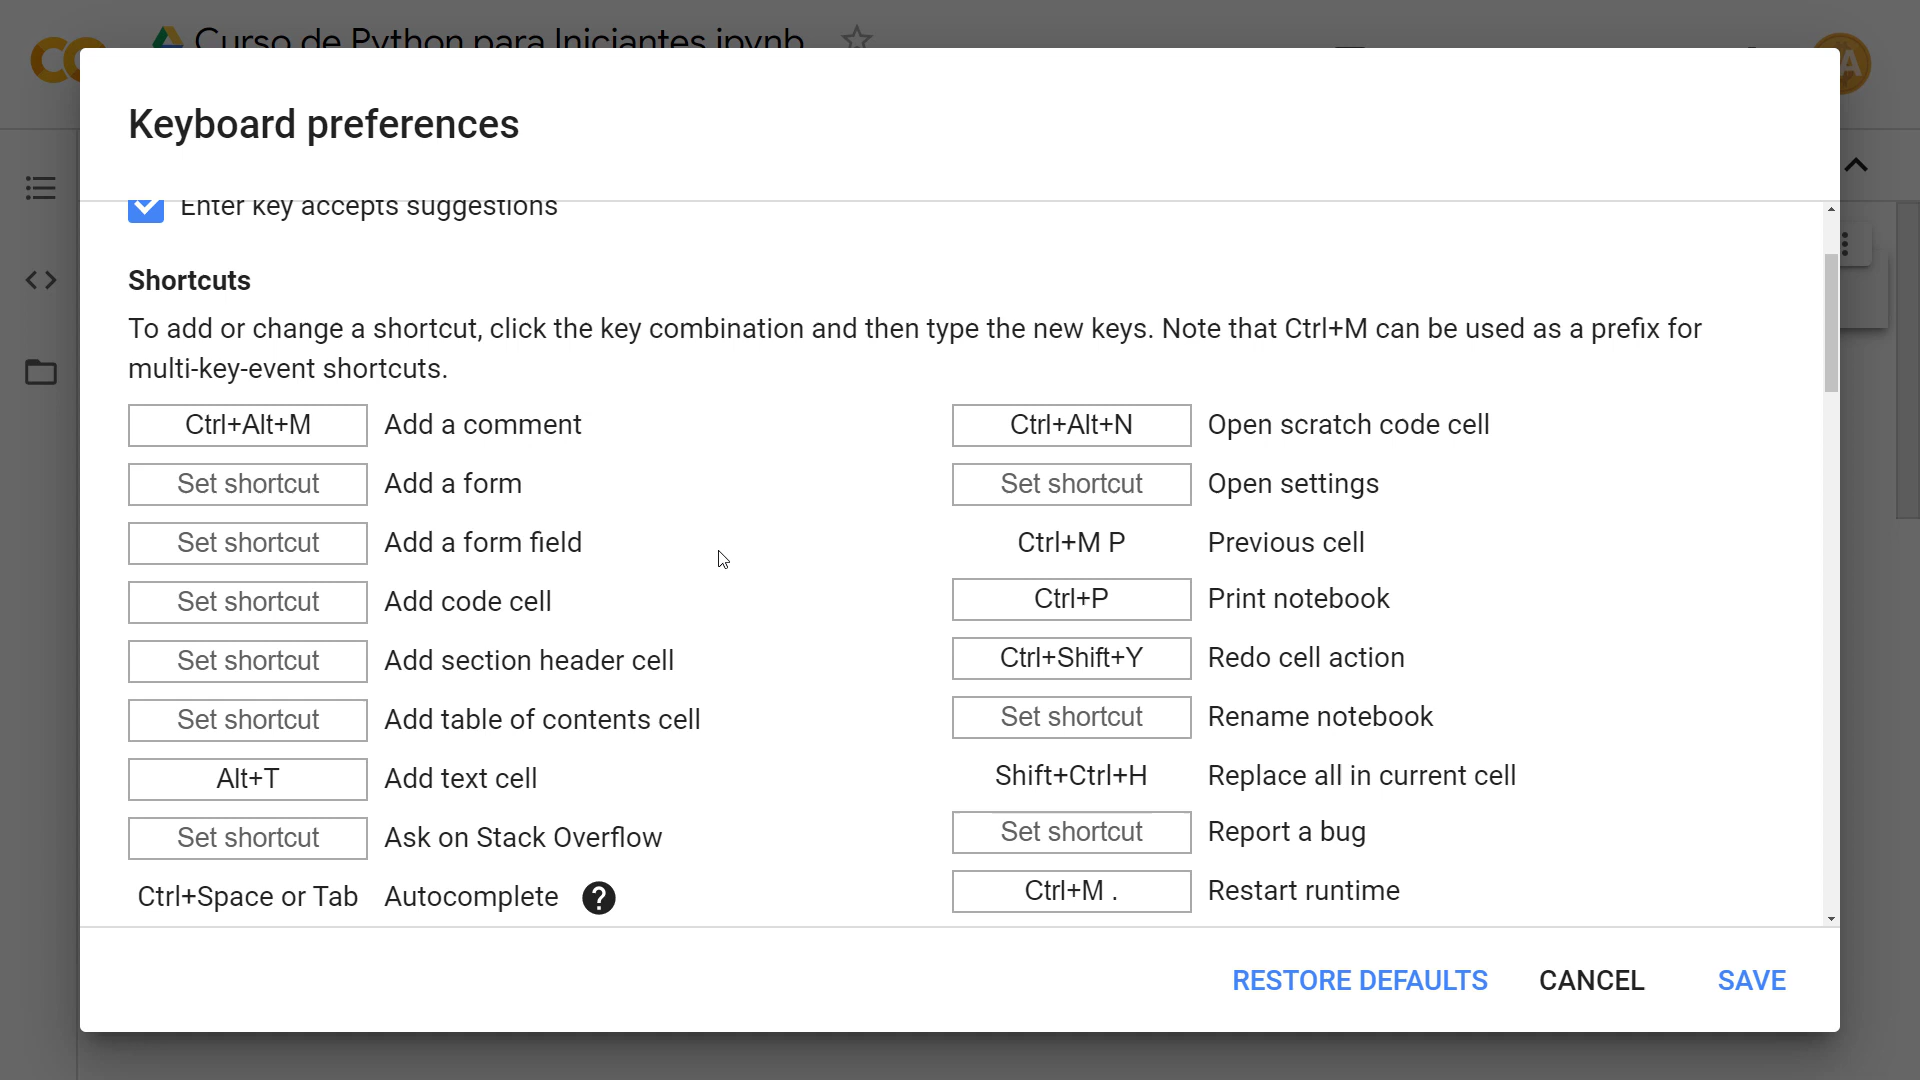 Curso de Python para Iniciantes.ipynb
A
Keyboard preferences
Enter key accepts suggestions
Shortcuts
To add or change a shortcut, click the key combination and then type the new keys. Note that Ctrl+M can be used as a prefix for
multi-key-event shortcuts.
Ctrl+Alt+M Add a comment
Set shortcut Add a form
Set shortcut Add a form field
Set shortcut Add code cell
Set shortcut Add section header cell
Set shortcut Add table of contents cell
Alt+T Add text cell
Set shortcut Ask on Stack Overflow
Ctrl+Space or Tab Autocomplete ?
Ctrl+Alt+N Open scratch code cell
Set shortcut Open settings
Ctrl+M P Previous cell
Ctrl+P Print notebook
Ctrl+Shift+Y Redo cell action
Set shortcut Rename notebook
Shift+Ctrl+H Replace all in current cell
Set shortcut Report a bug
Ctrl+M . Restart runtime
RESTORE DEFAULTS CANCEL SAVE